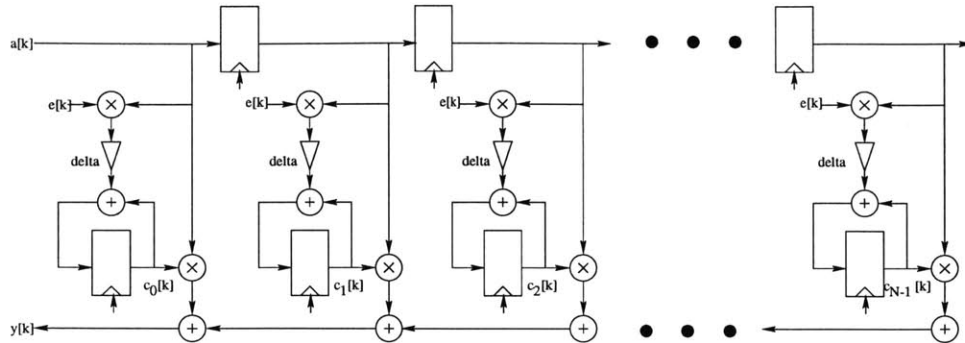 a[k]
e[k] e[k] e[k] e[k]
delta delta delta delta
c0[k] c1[k] c2[k] cN-1[k]
y[k]